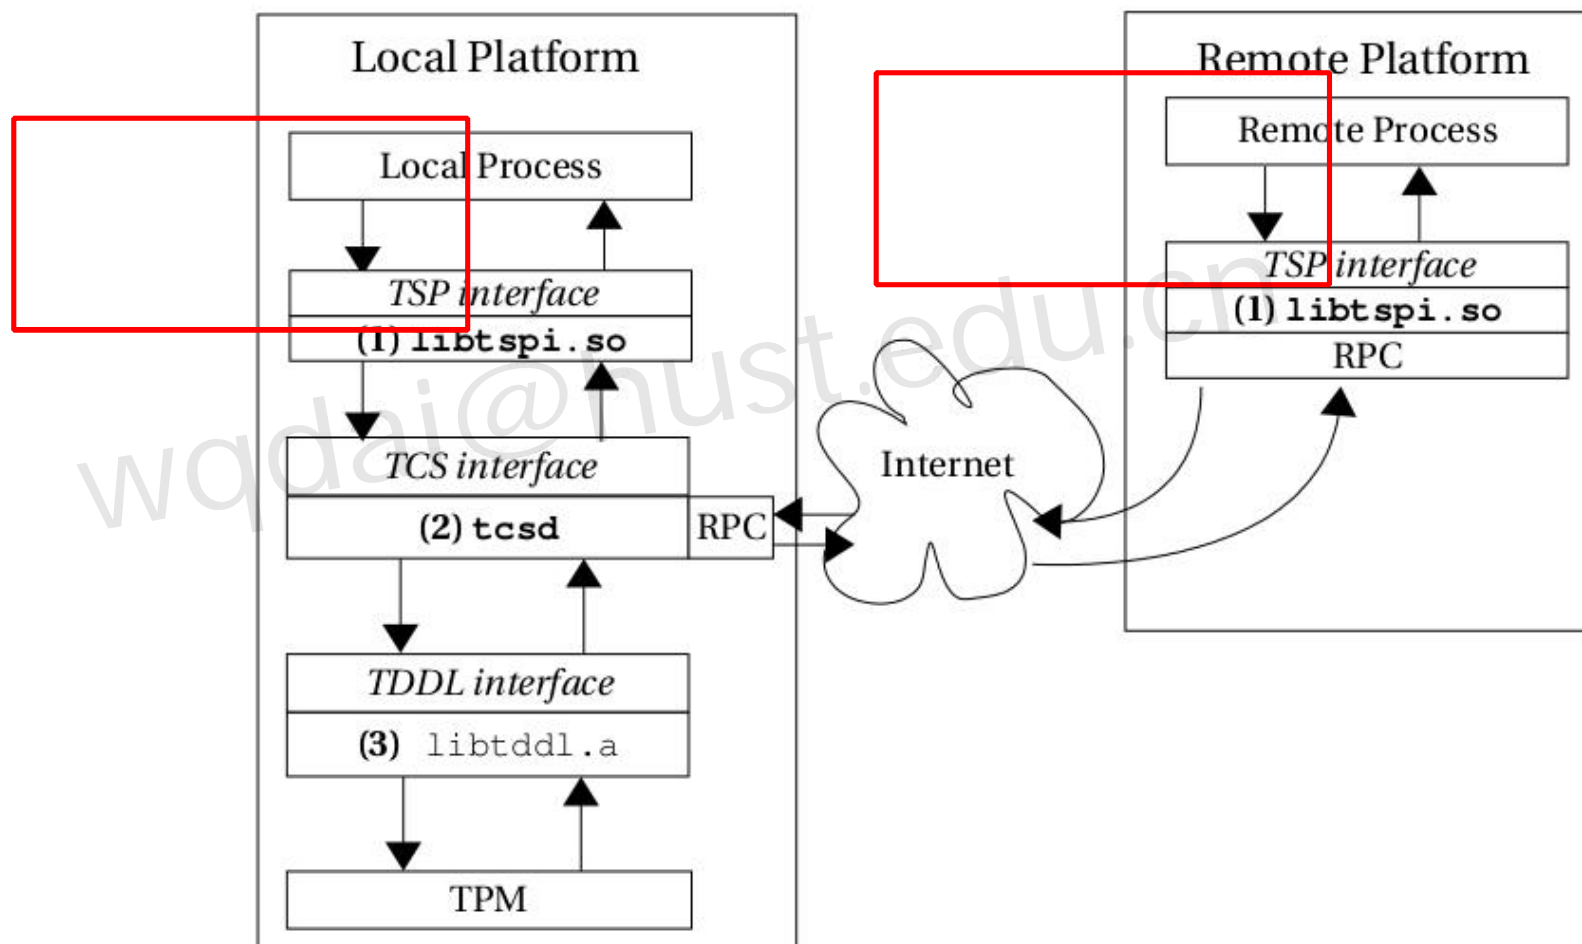 Local Platform
Local Process
TSP interface
(1) libtspi.so
TCS interface
(2) tcsd
RPC
TDDL interface
(3) libtddl.a
TPM
Internet
Remote Platform
Remote Process
TSP interface
(1) libtspi.so
RPC
wqdai@hust.edu.cn